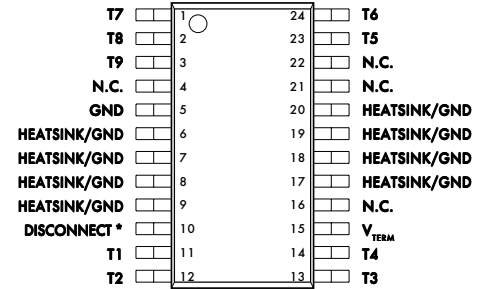 T7 1 24 T6
T8 2 23 T5
T9 3 22 N.C.
N.C. 4 21 N.C.
GND 5 20 HEATSINK/GND
HEATSINK/GND 6 19 HEATSINK/GND
HEATSINK/GND 7 18 HEATSINK/GND
HEATSINK/GND 8 17 HEATSINK/GND
HEATSINK/GND 9 16 N.C.
DISCONNECT * 10 15 VTERM
T1 11 14 T4
T2 12 13 T3